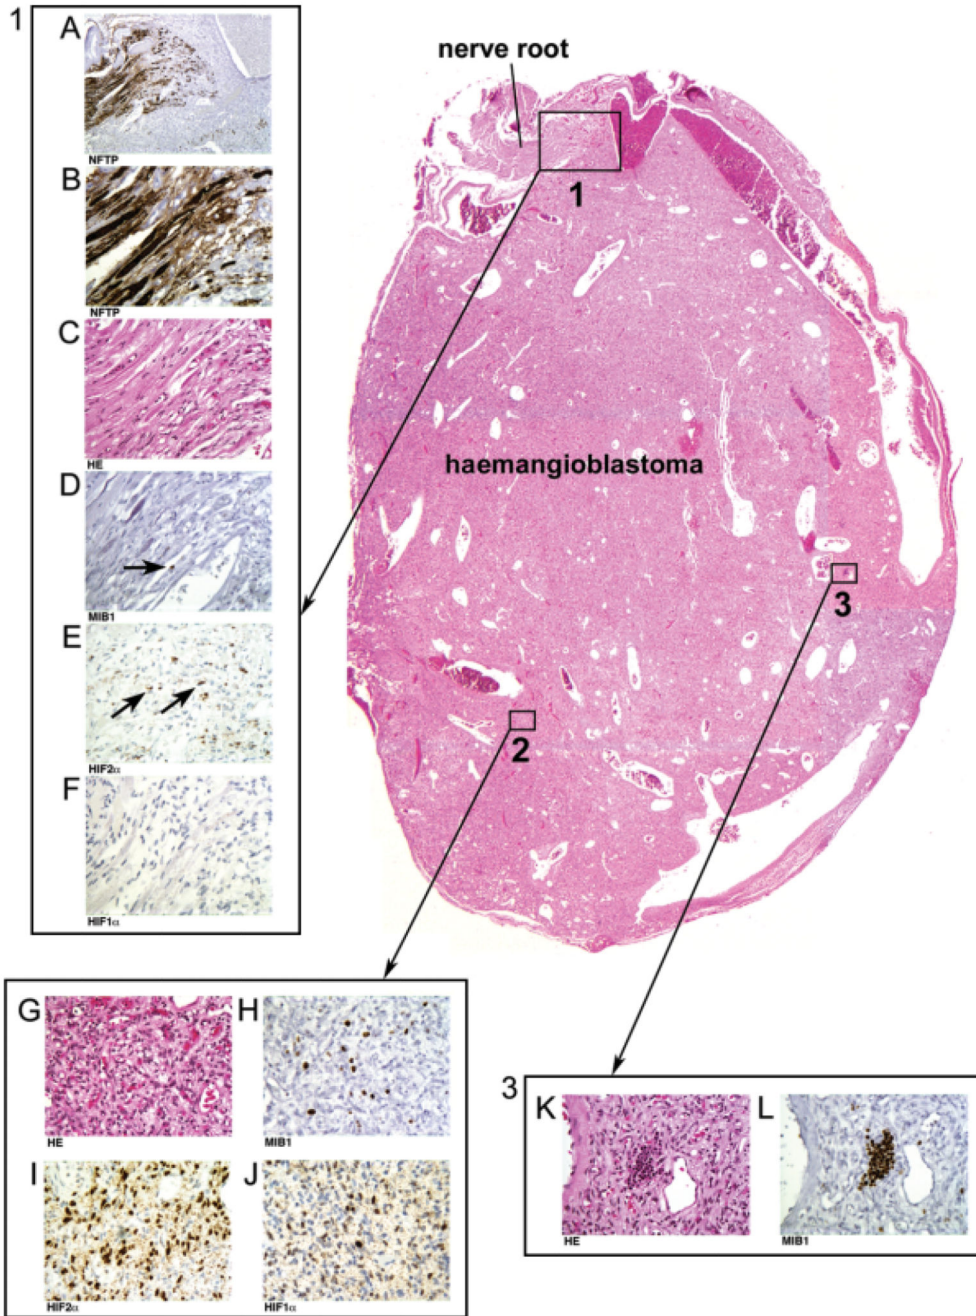 1
A
NFTP
B
NFTP
C
HE
D
MIB1
E
HIF2α
F
HIF1α
nerve root
1
haemangioblastoma
2
3
G
HE
H
MIB1
I
HIF2α
J
HIF1α
3
K
HE
L
MIB1